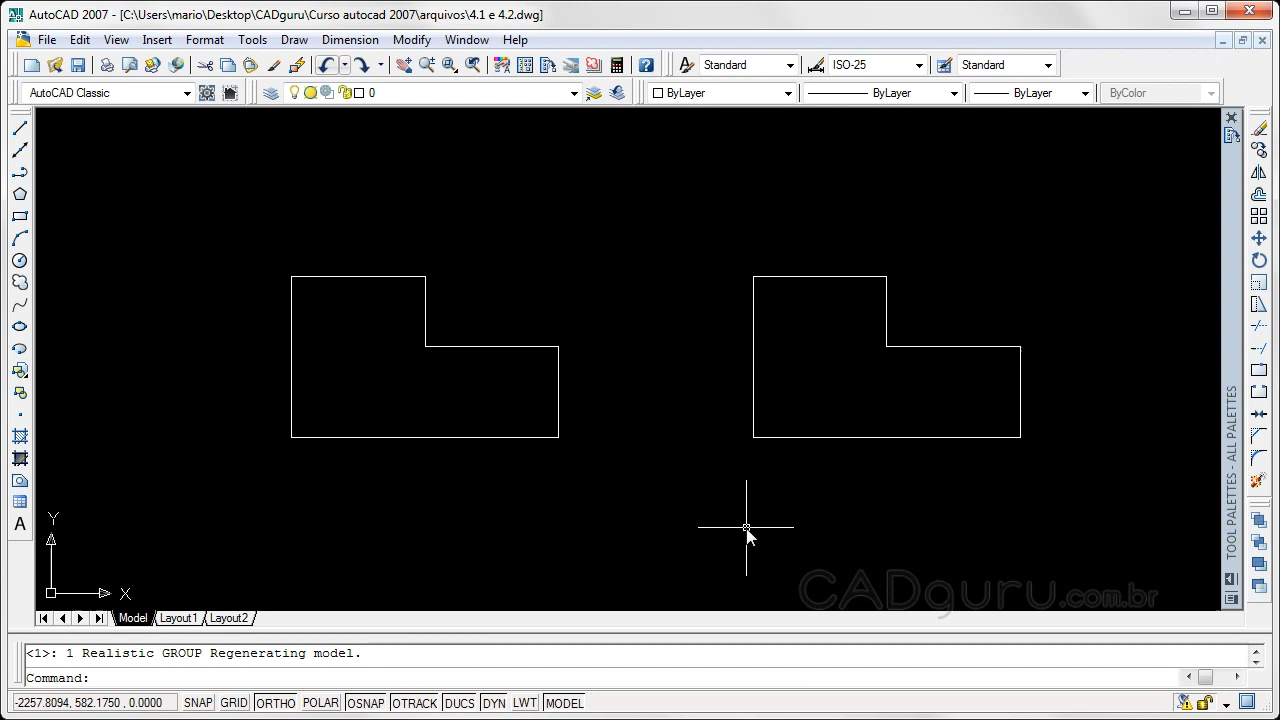 AutoCAD 2007 - [C:\Users\mario\Desktop\CADguru\Curso autocad 2007\arquivos\4.1 e 4.2.dwg]
File Edit View Insert Format Tools Draw Dimension Modify Window Help
Standard ISO-25 Standard
AutoCAD Classic 0 ByLayer ByLayer ByLayer ByColor
TOOL PALETTES - ALL PALETTES
A
Y
X
CADguru.com.br
Model Layout1 Layout2
<1>: 1 Realistic GROUP Regenerating model.
Command:
-2257.8094, 582.1750 , 0.0000 SNAP GRID ORTHO POLAR OSNAP OTRACK DUCS DYN LWT MODEL